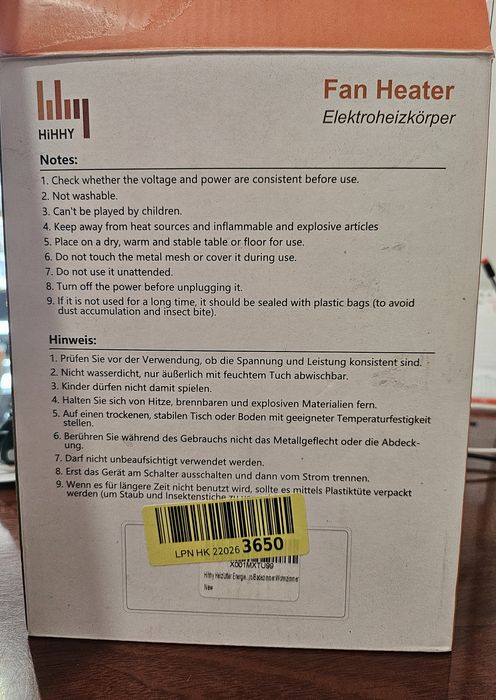 HiHHY
Fan Heater
Elektroheizkörper
Notes:
1. Check whether the voltage and power are consistent before use.
2. Not washable.
3. Can't be played by children.
4. Keep away from heat sources and inflammable and explosive articles
5. Place on a dry, warm and stable table or floor for use.
6. Do not touch the metal mesh or cover it during use.
7. Do not use it unattended.
8. Turn off the power before unplugging it.
9. If it is not used for a long time, it should be sealed with plastic bags (to avoid
dust accumulation and insect bite).
Hinweis:
1. Prüfen Sie vor der Verwendung, ob die Spannung und Leistung konsistent sind.
2. Nicht wasserdicht, nur äußerlich mit feuchtem Tuch abwischbar.
3. Kinder dürfen nicht damit spielen.
4. Halten Sie sich von Hitze, brennbaren und explosiven Materialien fern.
5. Auf einen trockenen, stabilen Tisch oder Boden mit geeigneter Temperaturfestigkeit
stellen.
6. Berühren Sie während des Gebrauchs nicht das Metallgeflecht oder die Abdeck-
ung.
7. Darf nicht unbeaufsichtigt verwendet werden.
8. Erst das Gerät am Schalter ausschalten und dann vom Strom trennen.
9. Wenn es für längere Zeit nicht benutzt wird, sollte es mittels Plastiktüte verpackt
werden (um Staub und Insektenstiche zu
LPN HK 22026 3650
X001MXTU99
Hihhy Heizlüfter Energie
New